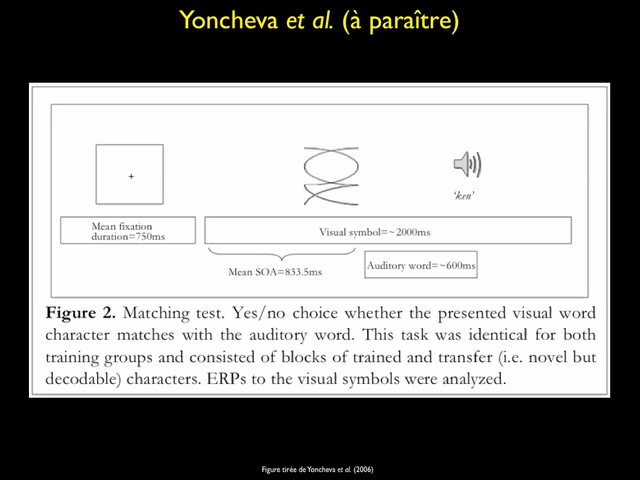 Yoncheva et al. (à paraître)
+
'ken'
Mean fixation
duration=750ms
Visual symbol=~2000ms
Mean SOA=833.5ms
Auditory word=~600ms
Figure 2. Matching test. Yes/no choice whether the presented visual word
character matches with the auditory word. This task was identical for both
training groups and consisted of blocks of trained and transfer (i.e. novel but
decodable) characters. ERPs to the visual symbols were analyzed.
Figure tirée de Yoncheva et al. (2006)